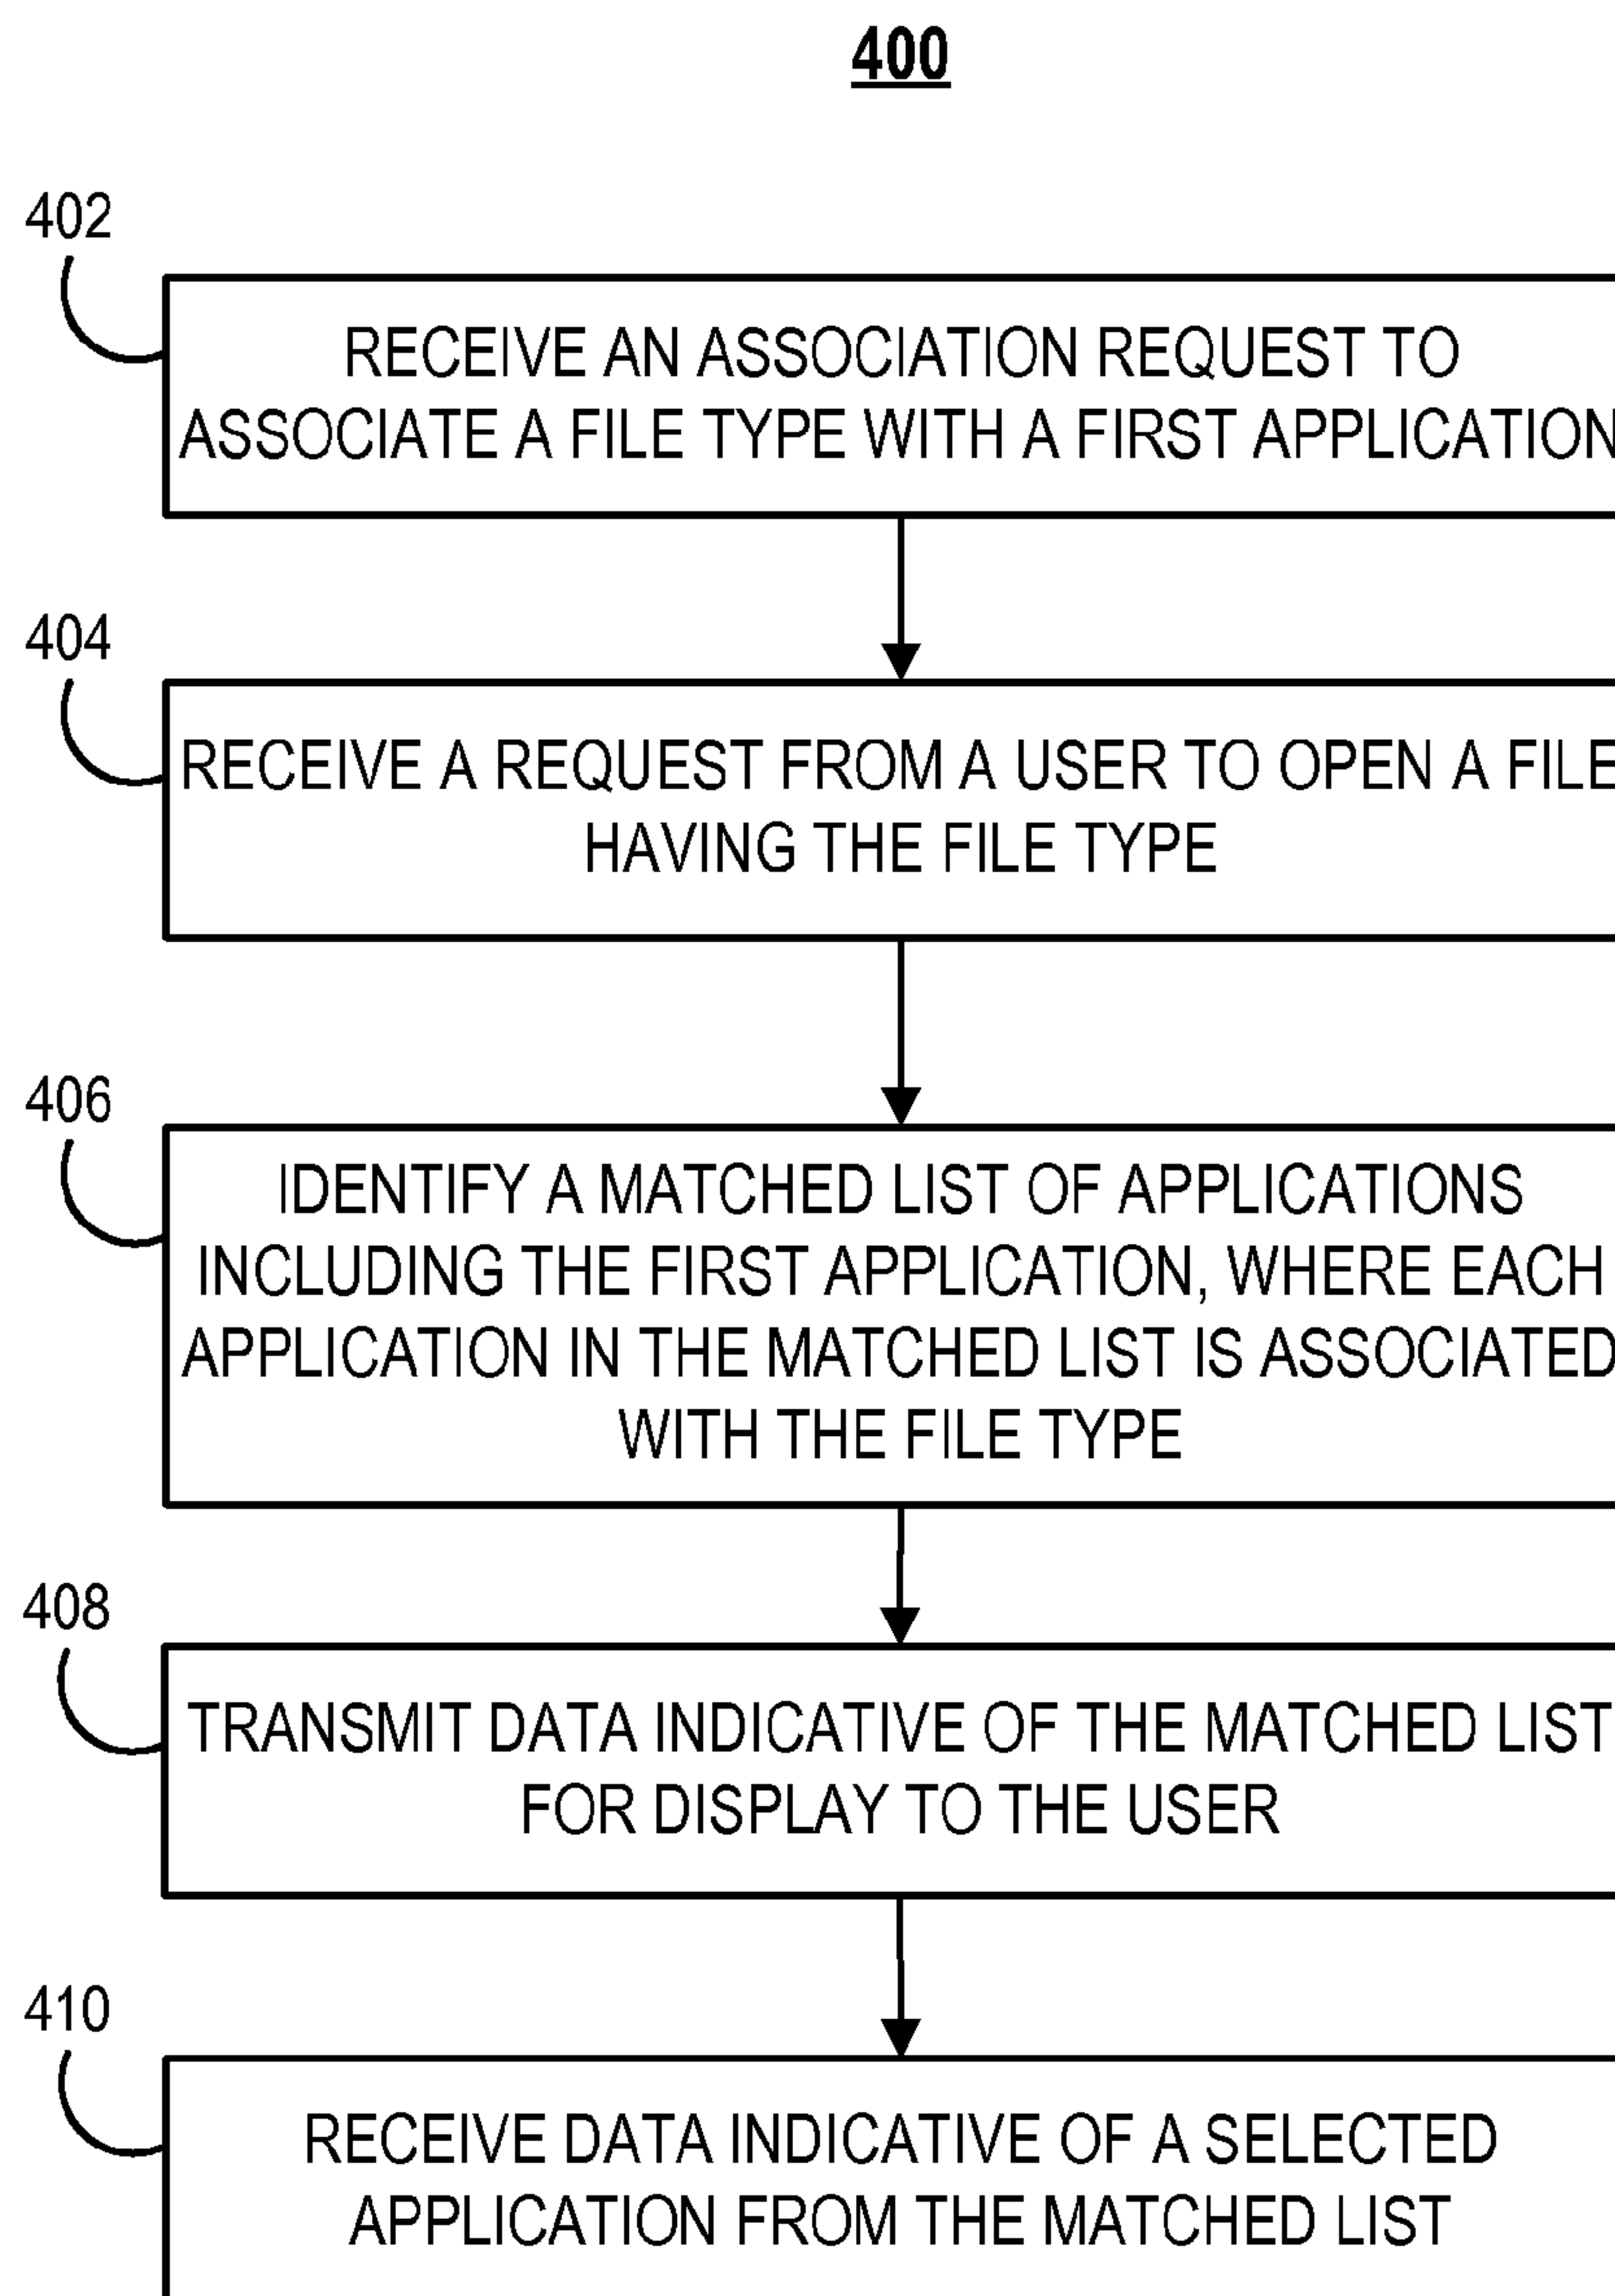 400
402
RECEIVE AN ASSOCIATION REQUEST TO
ASSOCIATE A FILE TYPE WITH A FIRST APPLICATION
404
RECEIVE A REQUEST FROM A USER TO OPEN A FILE
HAVING THE FILE TYPE
406
IDENTIFY A MATCHED LIST OF APPLICATIONS
INCLUDING THE FIRST APPLICATION, WHERE EACH
APPLICATION IN THE MATCHED LIST IS ASSOCIATED
WITH THE FILE TYPE
408
TRANSMIT DATA INDICATIVE OF THE MATCHED LIST
FOR DISPLAY TO THE USER
410
RECEIVE DATA INDICATIVE OF A SELECTED
APPLICATION FROM THE MATCHED LIST